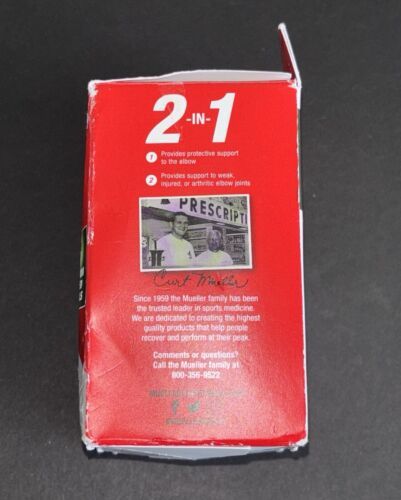 2-IN-1
1 Provides protective support
to the elbow
2 Provides support to weak,
injured, or arthritic elbow joints
A PRESCRIPTI
Curt Mueller
Since 1959 the Mueller family has been
the trusted leader in sports medicine.
We are dedicated to creating the highest
quality products that help people
recover and perform at their peak.
Comments or questions?
Call the Mueller family at
800-356-9522